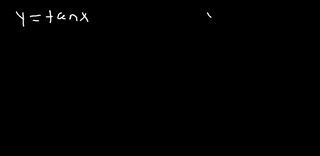 y = tanx